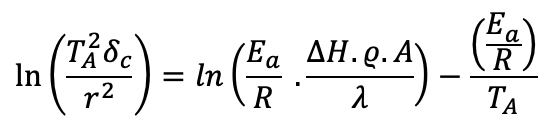 ln(T_A^2 δ_c / r^2) = ln(E_a / R . ΔH. ϱ. A / λ) − (E_a / R) / T_A